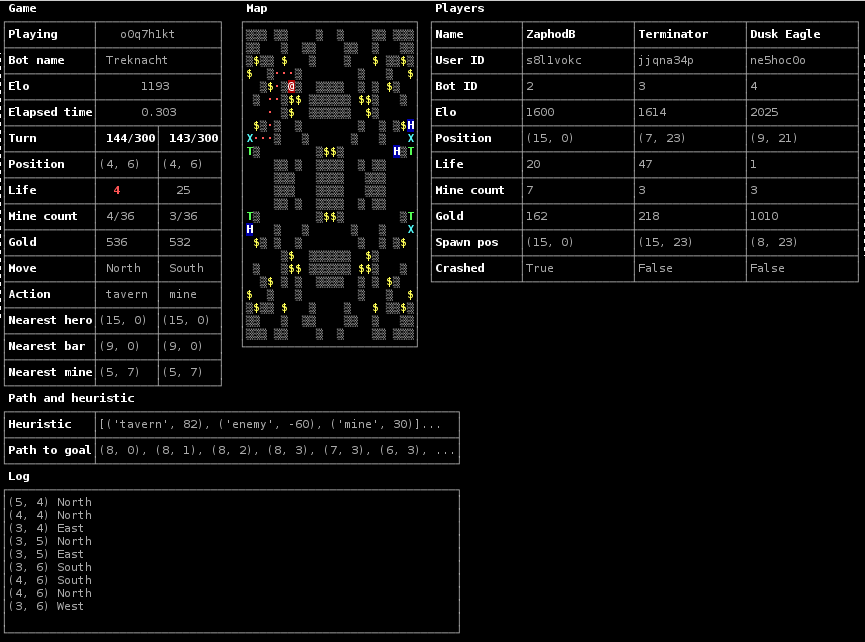 Game
Playing o0q7h1kt
Bot name Treknacht
Elo 1193
Elapsed time 0.303
Turn 144/300 143/300
Position (4, 6) (4, 6)
Life 4 25
Mine count 4/36 3/36
Gold 536 532
Move North South
Action tavern mine
Nearest hero (15, 0) (15, 0)
Nearest bar (9, 0) (9, 0)
Nearest mine (5, 7) (5, 7)
Map
$ $ $ $
$ $
$ @ $
$$ $$
$ $
$ $H
X X
T $$ H T
T $$ T
H X
$ $
$ $
$$ $$
$ $
$ $
$ $ $ $
Players
Name ZaphodB Terminator Dusk Eagle
User ID s8l1vokc jjqna34p ne5hoc0o
Bot ID 2 3 4
Elo 1600 1614 2025
Position (15, 0) (7, 23) (9, 21)
Life 20 47 1
Mine count 7 3 3
Gold 162 218 1010
Spawn pos (15, 0) (15, 23) (8, 23)
Crashed True False False
Path and heuristic
Heuristic [('tavern', 82), ('enemy', -60), ('mine', 30)]...
Path to goal (8, 0), (8, 1), (8, 2), (8, 3), (7, 3), (6, 3), ...
Log
(5, 4) North
(4, 4) North
(3, 4) East
(3, 5) North
(3, 5) East
(3, 6) South
(4, 6) South
(4, 6) North
(3, 6) West